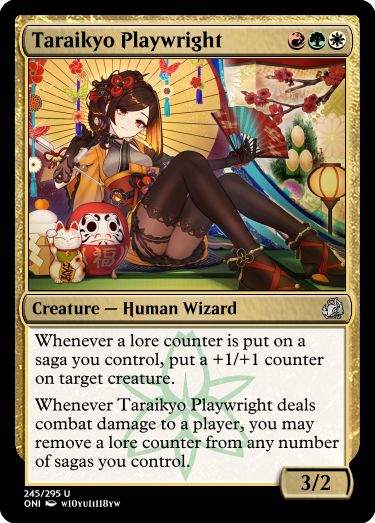 Taraikyo Playwright
Creature — Human Wizard
Whenever a lore counter is put on a
saga you control, put a +1/+1 counter
on target creature.
Whenever Taraikyo Playwright deals
combat damage to a player, you may
remove a lore counter from any number
of sagas you control.
3/2
245/295 U
ONI
福